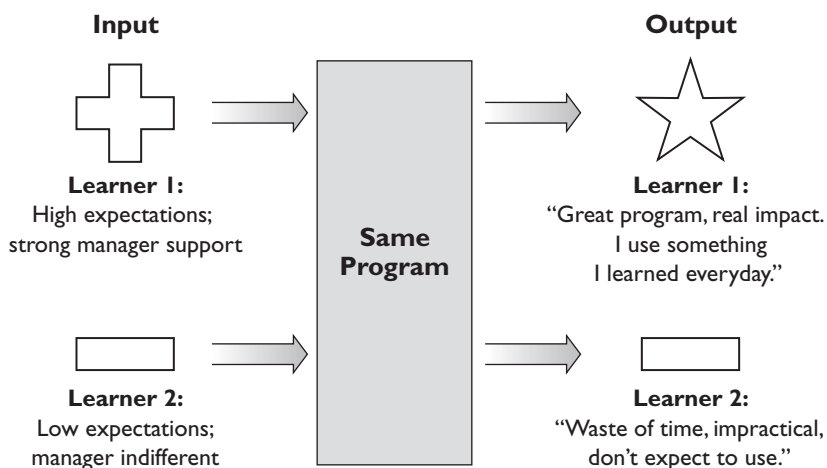 Input
Output
Learner 1:
High expectations;
strong manager support
Same
Program
Learner 1:
“Great program, real impact.
I use something
I learned everyday.”
Learner 2:
Low expectations;
manager indifferent
Learner 2:
“Waste of time, impractical,
don’t expect to use.”